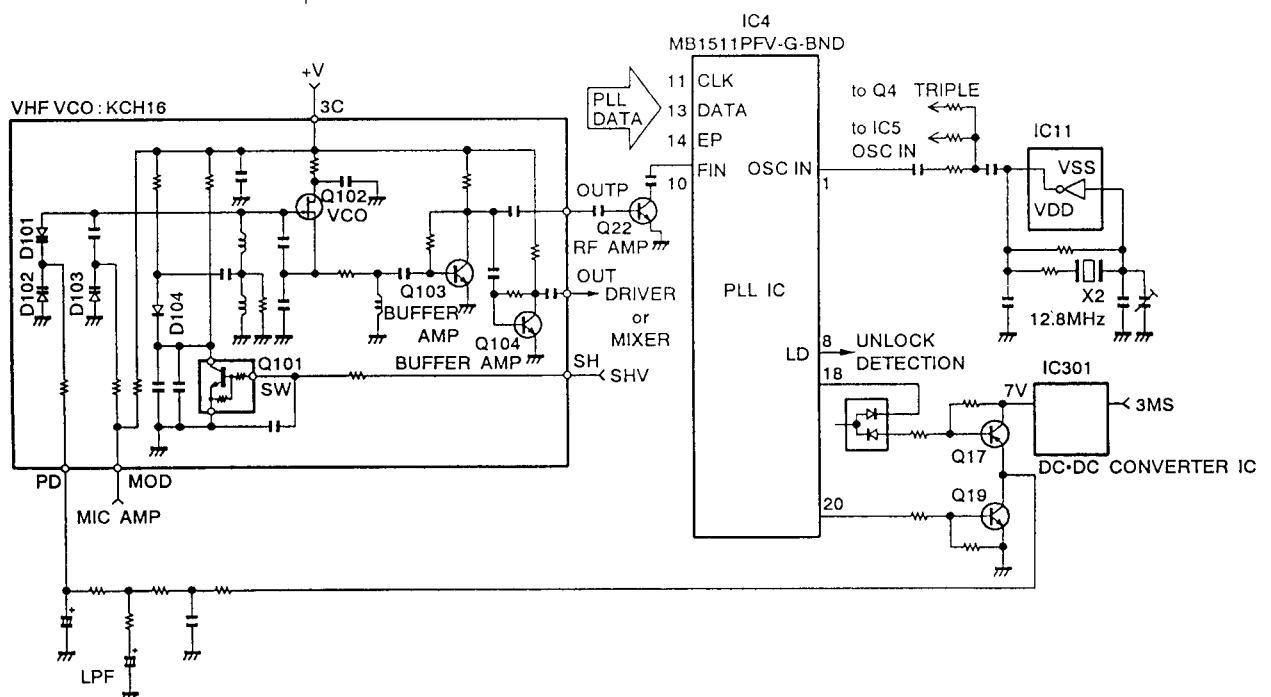 IC4
MB1511PFV-G-BND
+V
3C
VHF VCO : KCH16
PLL
DATA
11 CLK
13 DATA
14 EP
10 FIN
OSC IN 1
to Q4 TRIPLE
to IC5
OSC IN
IC11
VSS
VDD
D101
D102
D103
D104
Q102
VCO
OUTP
Q22
RF AMP
Q103
BUFFER
AMP
OUT
DRIVER
or
MIXER
Q104
BUFFER AMP
PLL IC
X2
12.8MHz
Q101
SW
SH
SHV
LD
8 UNLOCK
DETECTION
18
IC301
7V
3MS
Q17
DC•DC CONVERTER IC
PD
MOD
MIC AMP
Q19
20
LPF